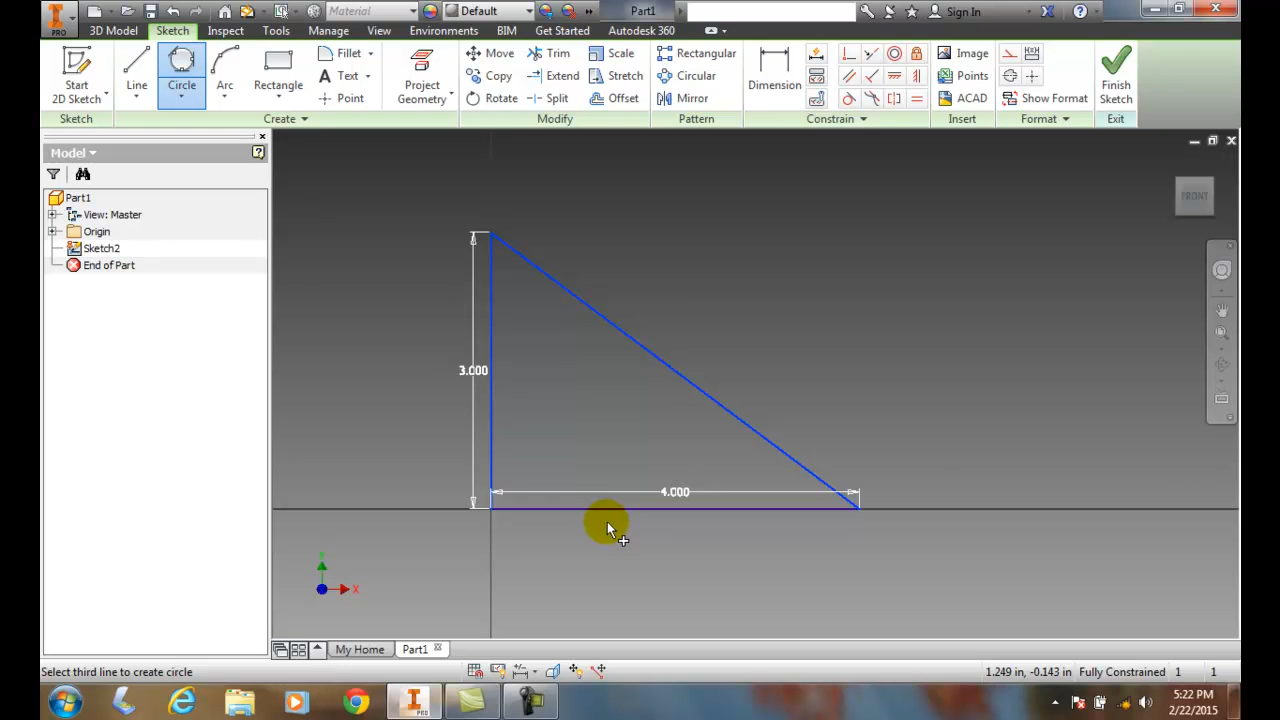 PRO
Material
Default
Part1
Sign In
3D Model Sketch Inspect Tools Manage View Environments BIM Get Started Autodesk 360
Start 2D Sketch
Line
Circle
Arc
Rectangle
Fillet
Text
Point
Project Geometry
Move Trim Scale
Copy Extend Stretch
Rotate Split Offset
Rectangular
Circular
Mirror
Dimension
Image
Points
ACAD
Show Format
Finish Sketch
Sketch Create Modify Pattern Constrain Insert Format Exit
Model
Part1
View: Master
Origin
Sketch2
End of Part
FRONT
3.000
4.000
X
My Home Part1
Select third line to create circle
1.249 in, -0.143 in Fully Constrained 1 1
PRO
5:22 PM
2/22/2015